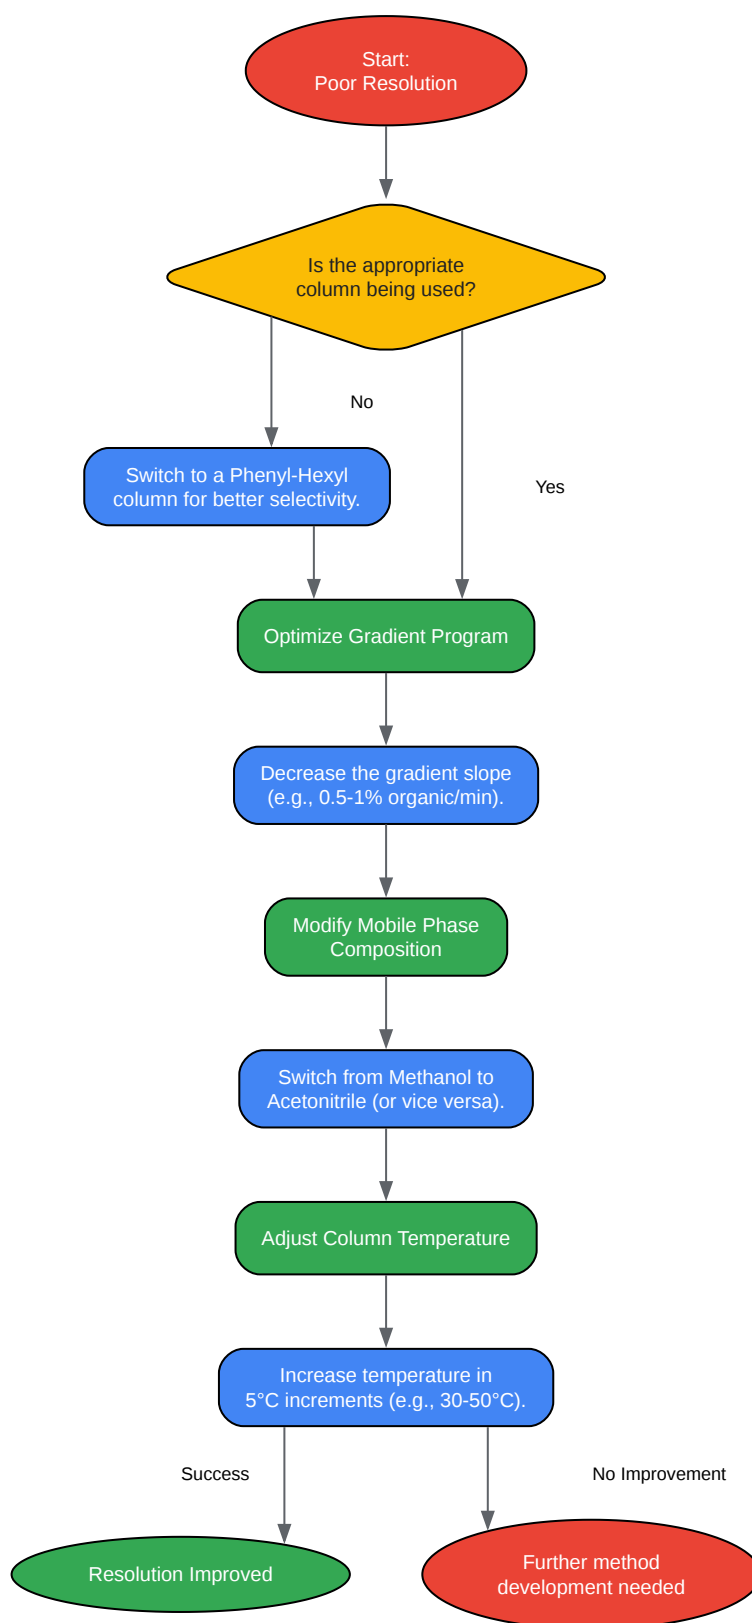 Start:
Poor Resolution
Is the appropriate
column being used?
No
Switch to a Phenyl-Hexyl
column for better selectivity.
Yes
Optimize Gradient Program
Decrease the gradient slope
(e.g., 0.5-1% organic/min).
Modify Mobile Phase
Composition
Switch from Methanol to
Acetonitrile (or vice versa).
Adjust Column Temperature
Increase temperature in
5°C increments (e.g., 30-50°C).
Success
No Improvement
Resolution Improved
Further method
development needed